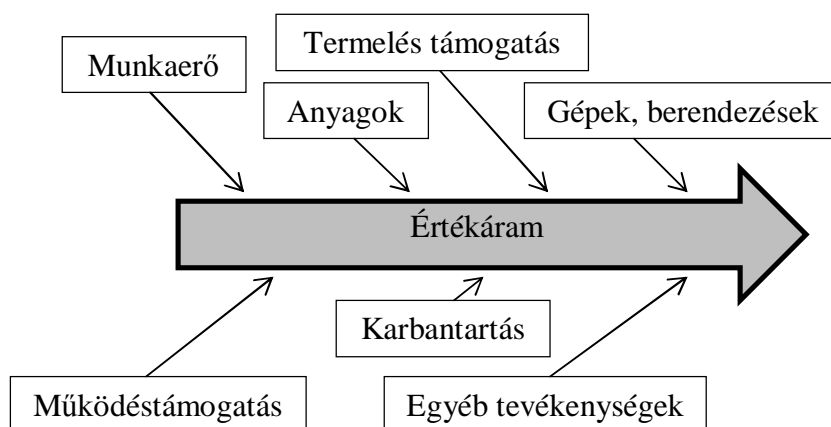 Termelés támogatás
Munkaerő
Anyagok
Gépek, berendezések
Értékáram
Karbantartás
Működéstámogatás
Egyéb tevékenységek